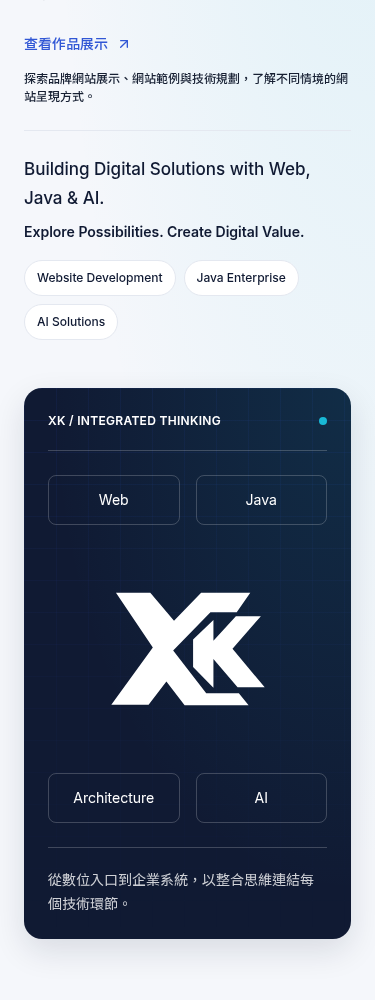 查看作品展示
探索品牌網站展示、網站範例與技術規劃，了解不同情境的網
站呈現方式。
Building Digital Solutions with Web,
Java & AI.
Explore Possibilities. Create Digital Value.
Website Development
Java Enterprise
AI Solutions
XK / INTEGRATED THINKING
Web
Java
XK
Architecture
AI
從數位入口到企業系統，以整合思維連結每
個技術環節。